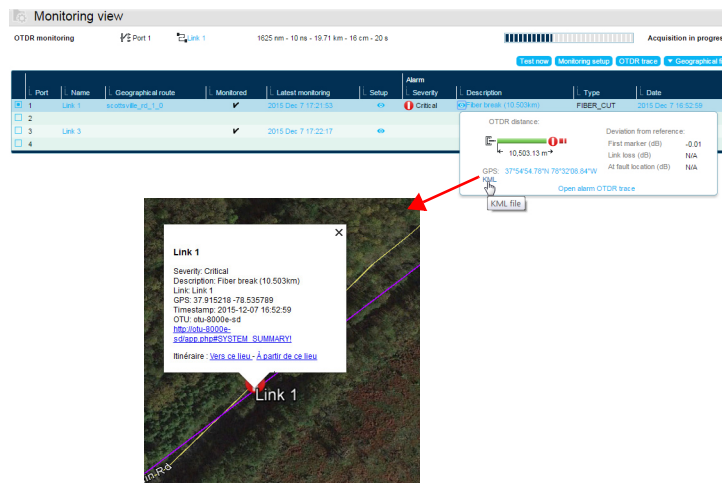 Monitoring view
OTDR monitoring Port 1 Link 1 1625 nm - 10 ns - 19.71 km - 16 cm - 20 s Acquisition in progres
Test now Monitoring setup OTDR trace Geographical fi
Alarm
Port Name Geographical route Monitored Latest monitoring Setup Severity Description Type Date
1 Link 1 scottsville_rd_1_0 2015 Dec 7 17:21:53 Critical Fiber break (10.503km) FIBER_CUT 2015 Dec 7 16:52:59
2
3 Link 3 2015 Dec 7 17:22:17
4
OTDR distance:
10,503.13 m
Deviation from reference:
First marker (dB) -0.01
Link loss (dB) N/A
At fault location (dB) N/A
GPS: 37°54'54.78"N 78°32'08.84"W
KML
Open alarm OTDR trace
KML file
Link 1
Severity: Critical
Description: Fiber break (10.503km)
Link: Link 1
GPS: 37.915218 -78.535789
Timestamp: 2015-12-07 16:52:59
OTU: otu-8000e-sd
http://otu-8000e-
sd/app.php#SYSTEM_SUMMARY!
Itinéraire : Vers ce lieu - À partir de ce lieu
Link 1
Rd